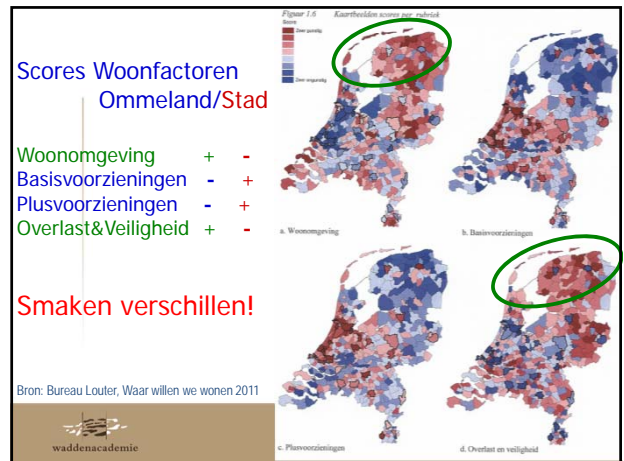 Scores Woonfactoren
Ommeland/Stad
Woonomgeving + -
Basisvoorzieningen - +
Plusvoorzieningen - +
Overlast&Veiligheid + -
Smaken verschillen!
Bron: Bureau Louter, Waar willen we wonen 2011
waddenacademie
Figuur 1.6 Kaartbeelden scores per rubriek
Score
Zeer gunstig
Zeer ongunstig
a. Woonomgeving
b. Basisvoorzieningen
c. Plusvoorzieningen
d. Overlast en veiligheid